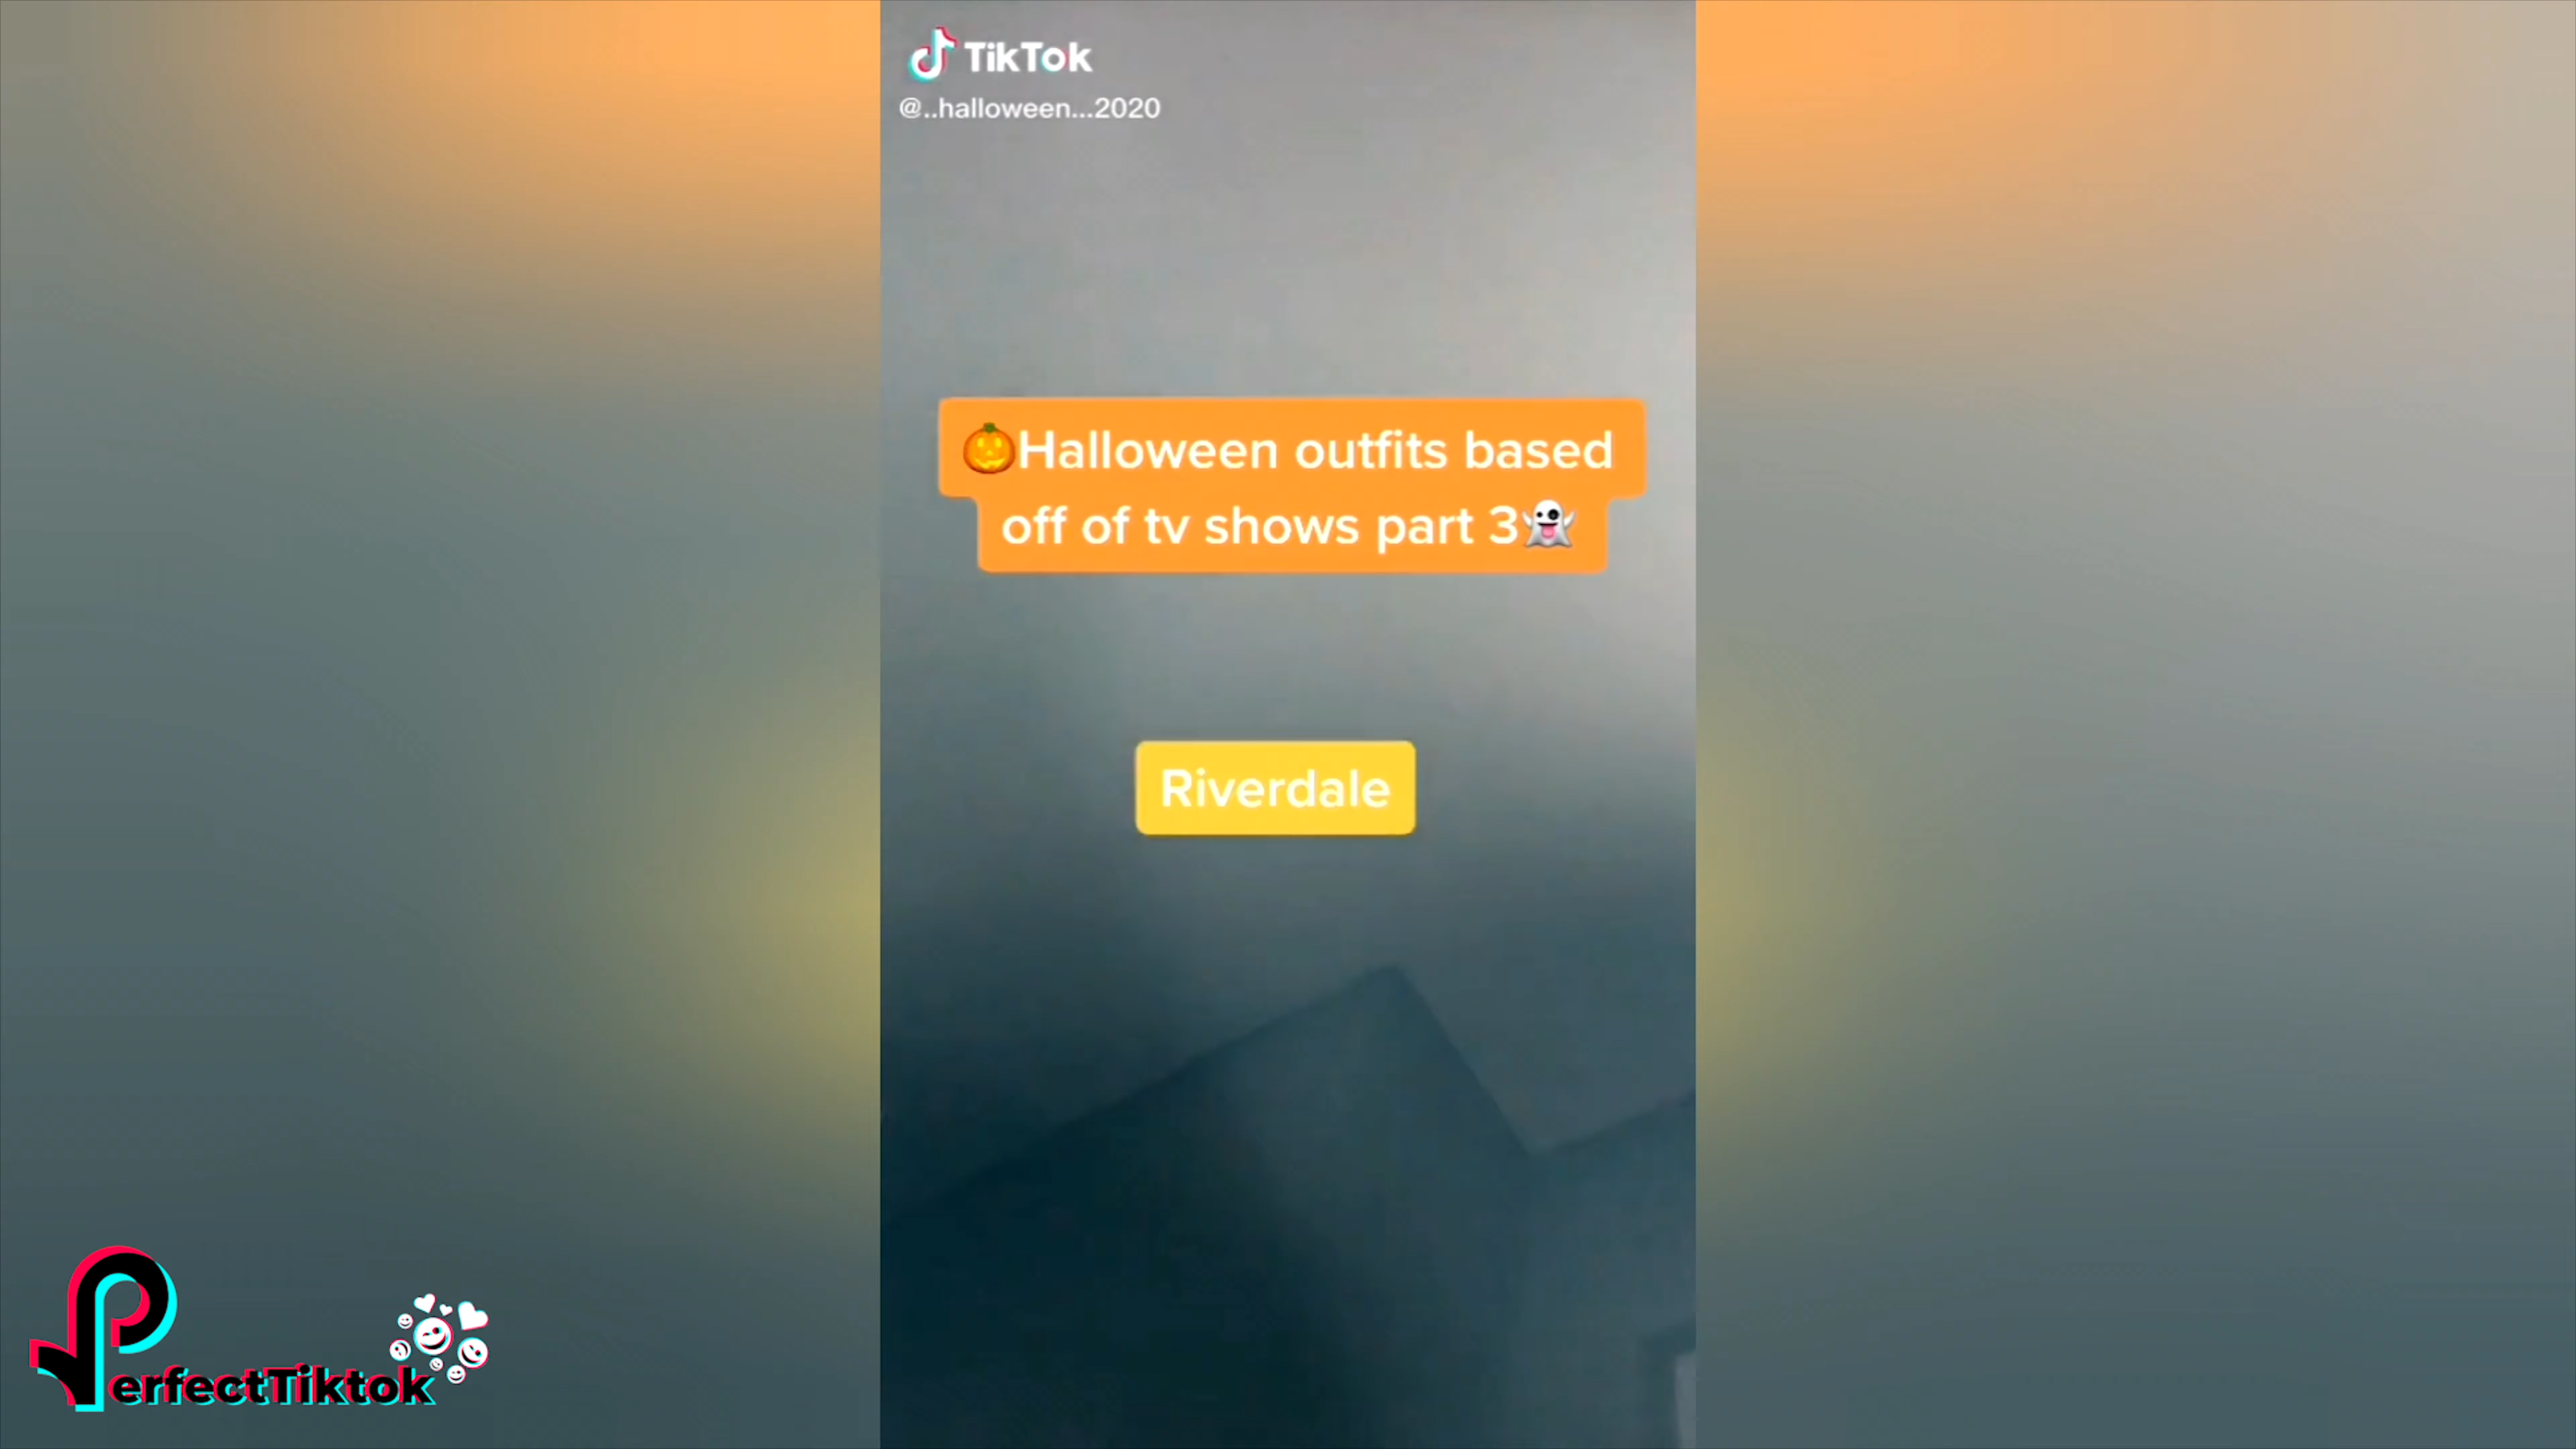 TikTok
@..halloween...2020
🎃Halloween outfits based
off of tv shows part 3👻
Riverdale
PerfectTiktok